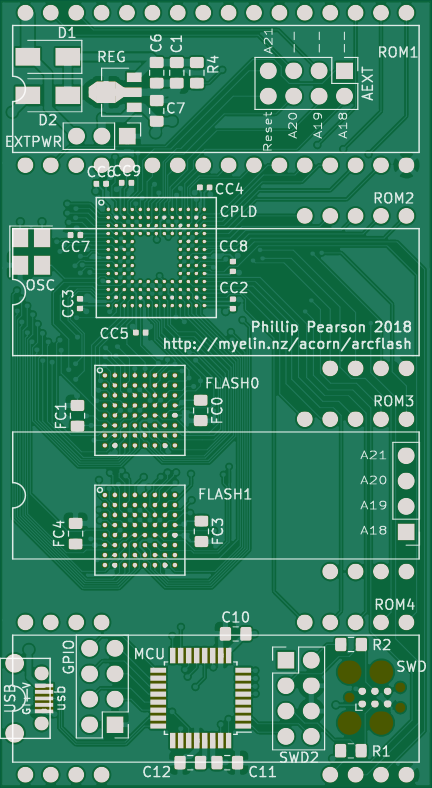 D1
C6
C1
A21
ROM1
REG
R4
AEXT
D2
C7
EXTPWR
Reset
A20
A19
A18
CC9
CC4
ROM2
CPLD
CC7
CC8
OSC
CC3
CC2
CC5
Phillip Pearson 2018
http://myelin.nz/acorn/arcflash
FLASH0
ROM3
FC1
FC0
A21
A20
A19
FLASH1
A18
FC4
FC3
ROM4
C10
GPIO
MCU
R2
SWD
USB
usb
SWD2
R1
C12
C11